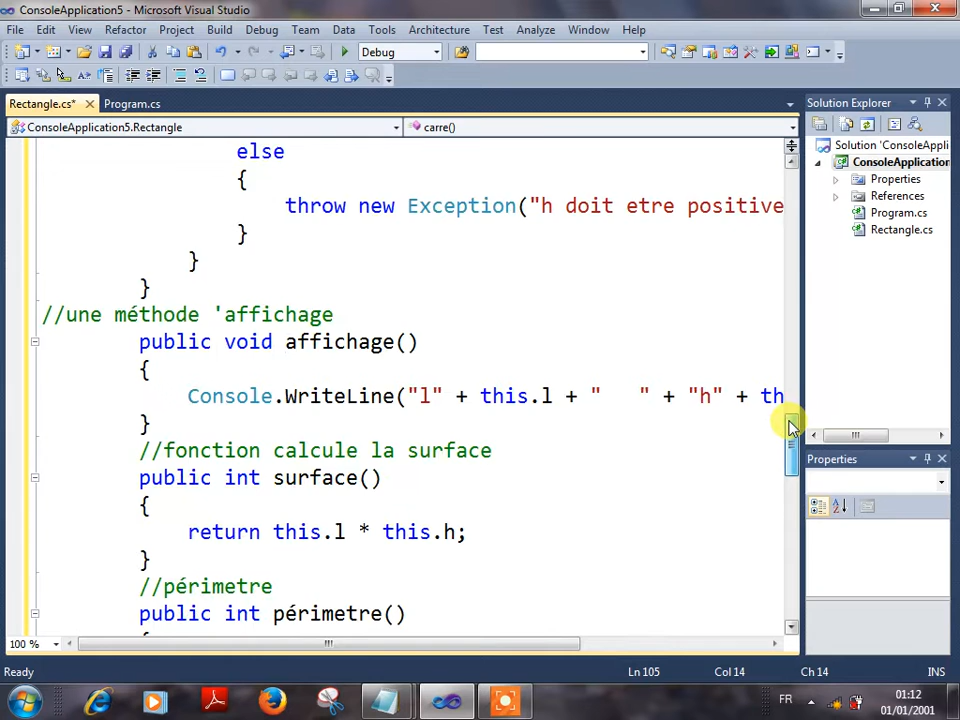 ConsoleApplication5 - Microsoft Visual Studio
File Edit View Refactor Project Build Debug Team Data Tools Architecture Test Analyze Window Help
Debug
Rectangle.cs* Program.cs
ConsoleApplication5.Rectangle carre()
else
{
throw new Exception("h doit etre positive
}
}
}
//une méthode 'affichage
public void affichage()
{
Console.WriteLine("l" + this.l + "   " + "h" + th
}
//fonction calcule la surface
public int surface()
{
return this.l * this.h;
}
//périmetre
public int périmetre()
{
100 %
Solution Explorer
Solution 'ConsoleAppli
ConsoleApplication
Properties
References
Program.cs
Rectangle.cs
Properties
Ready Ln 105 Col 14 Ch 14 INS
FR 01:12
01/01/2001